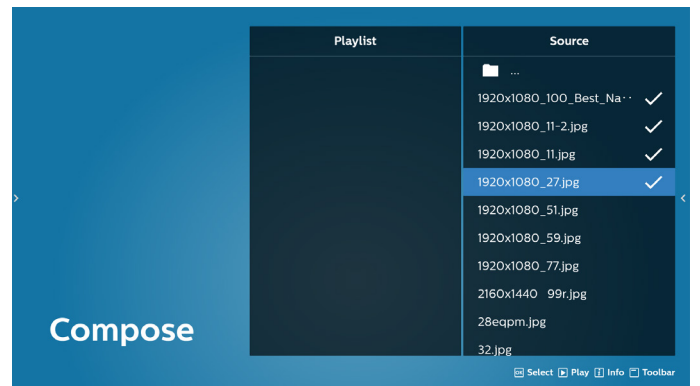 Playlist
Source
...
1920x1080_100_Best_Na··
1920x1080_11-2.jpg
1920x1080_11.jpg
1920x1080_27.jpg
1920x1080_51.jpg
1920x1080_59.jpg
1920x1080_77.jpg
2160x1440 99r.jpg
28eqpm.jpg
32.jpg
Compose
OK Select Play i Info Toolbar